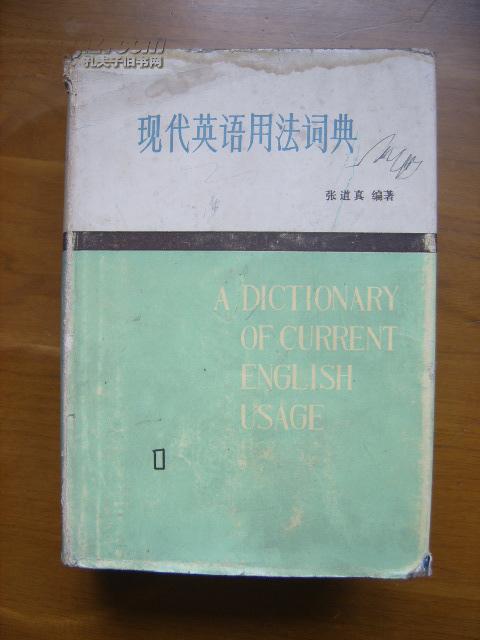 孔夫子旧书网
现代英语用法词典
张道真 编著
A DICTIONARY
OF CURRENT
ENGLISH
USAGE